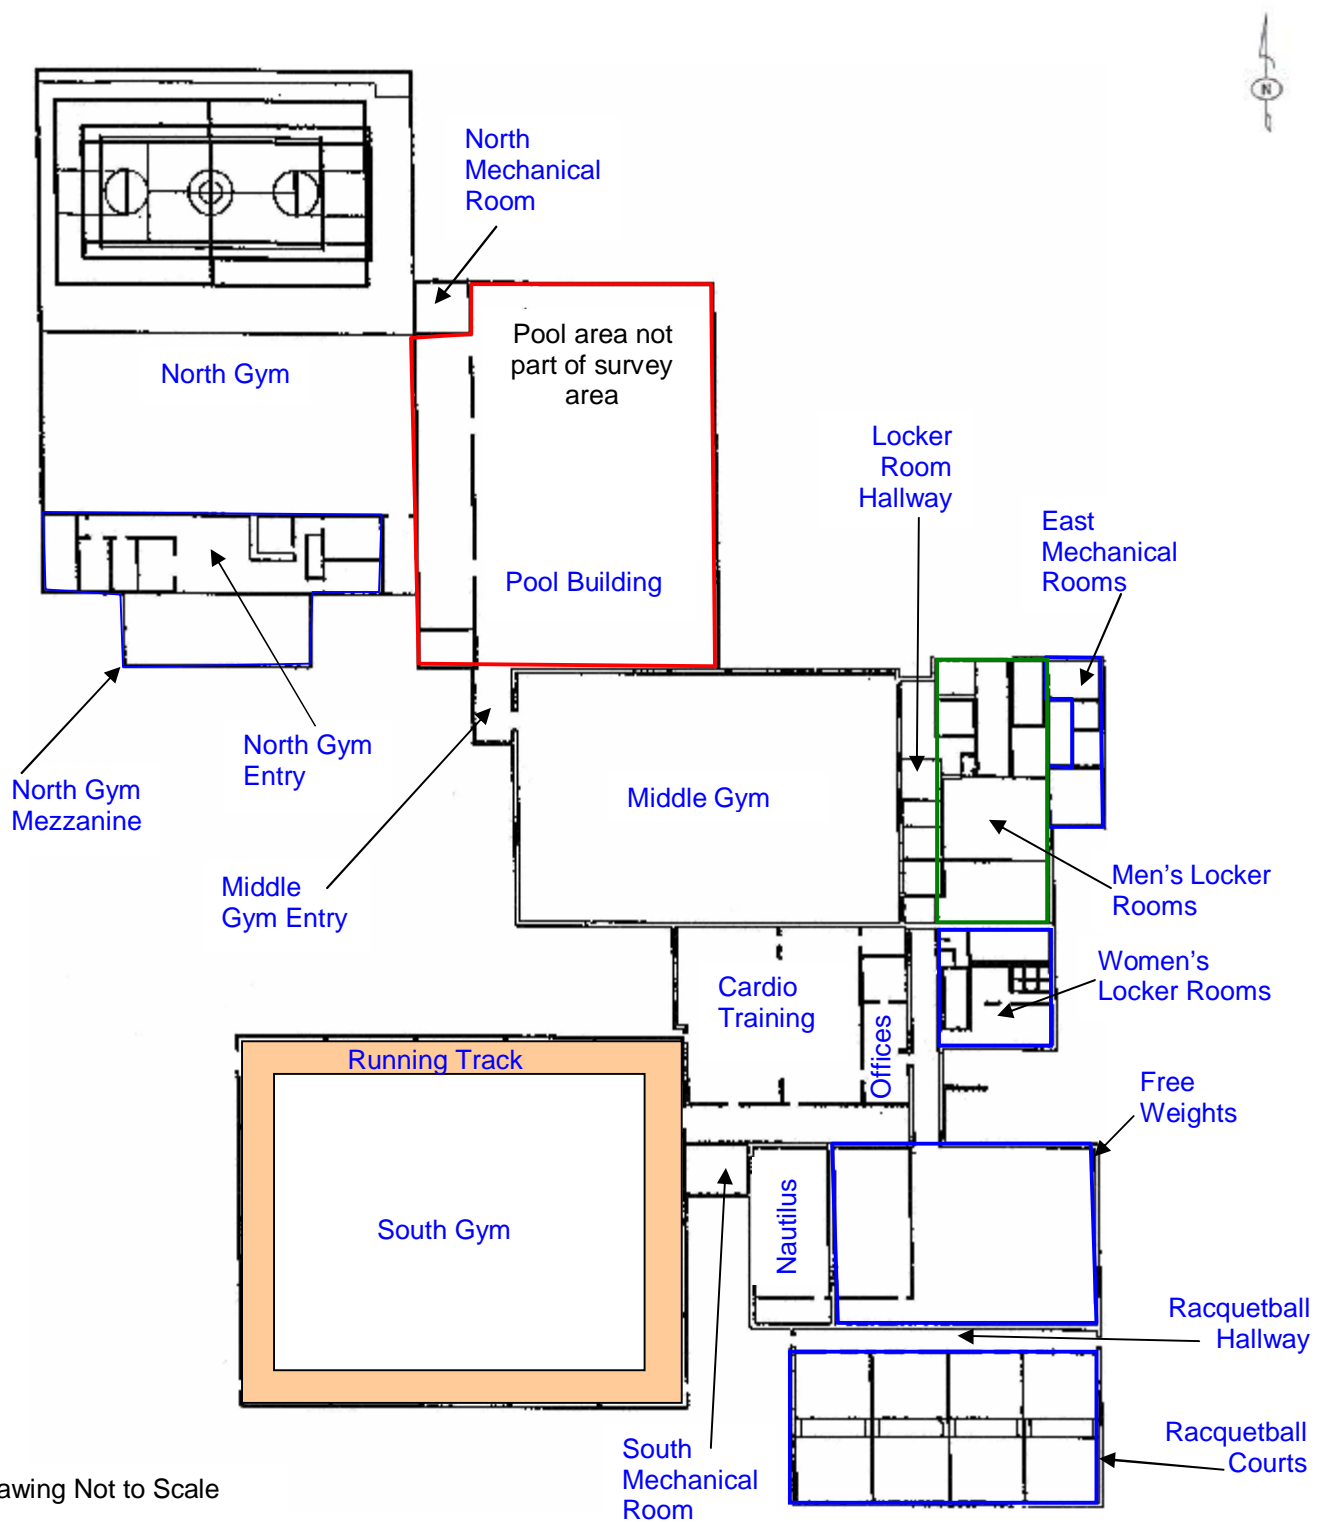 N
North
Mechanical
Room
Pool area not
part of survey
area
North Gym
Locker
Room
Hallway
East
Mechanical
Rooms
Pool Building
North Gym
Entry
North Gym
Mezzanine
Middle Gym
Middle
Gym Entry
Men's Locker
Rooms
Women's
Locker Rooms
Cardio
Training
Offices
Running Track
Free
Weights
South Gym
Nautilus
Racquetball
Hallway
South
Mechanical
Room
Racquetball
Courts
awing Not to Scale